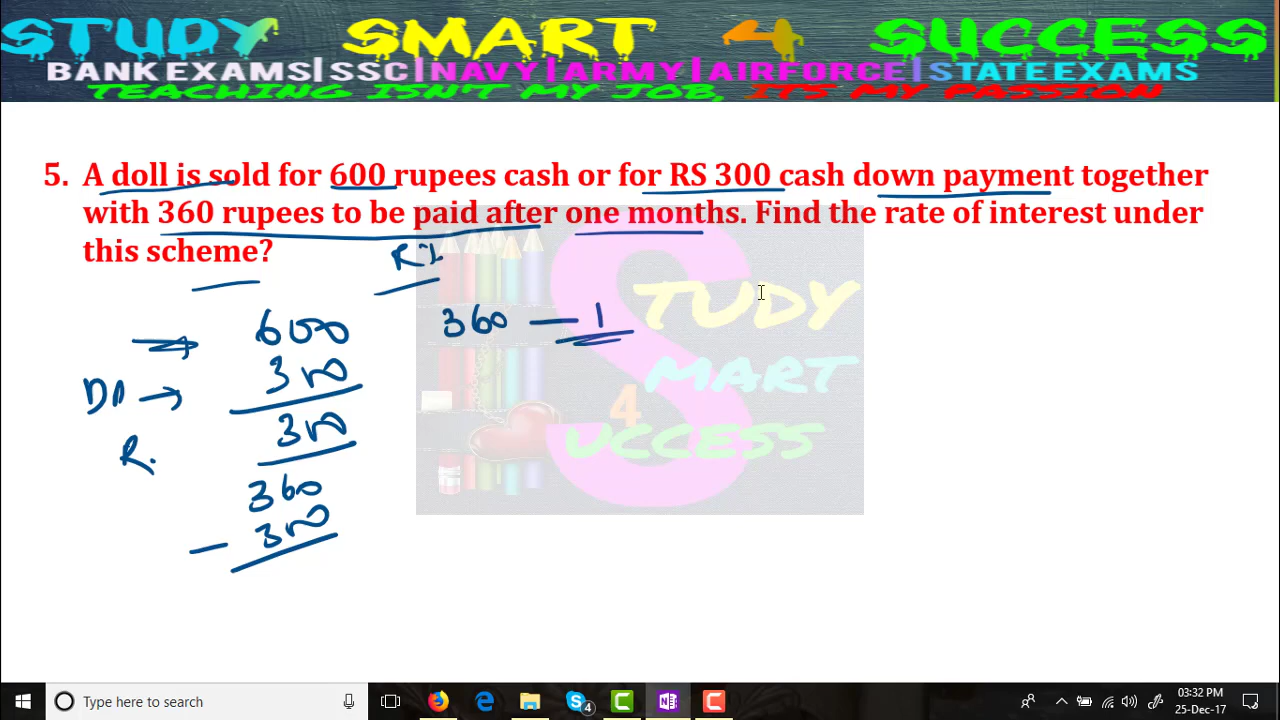 STUDY SMART 4 SUCCESS
BANK EXAMS|SSC|NAVY|ARMY|AIRFORCE|STATE EXAMS
TEACHING ISN'T MY JOB, ITS MY PASSION
5. A doll is sold for 600 rupees cash or for RS 300 cash down payment together
with 360 rupees to be paid after one months. Find the rate of interest under
this scheme?
R%
600
360 — 1
300
DP →
300
R.
360
- 300
STUDY
SMART
4
SUCCESS
Type here to search
4
03:32 PM
25-Dec-17